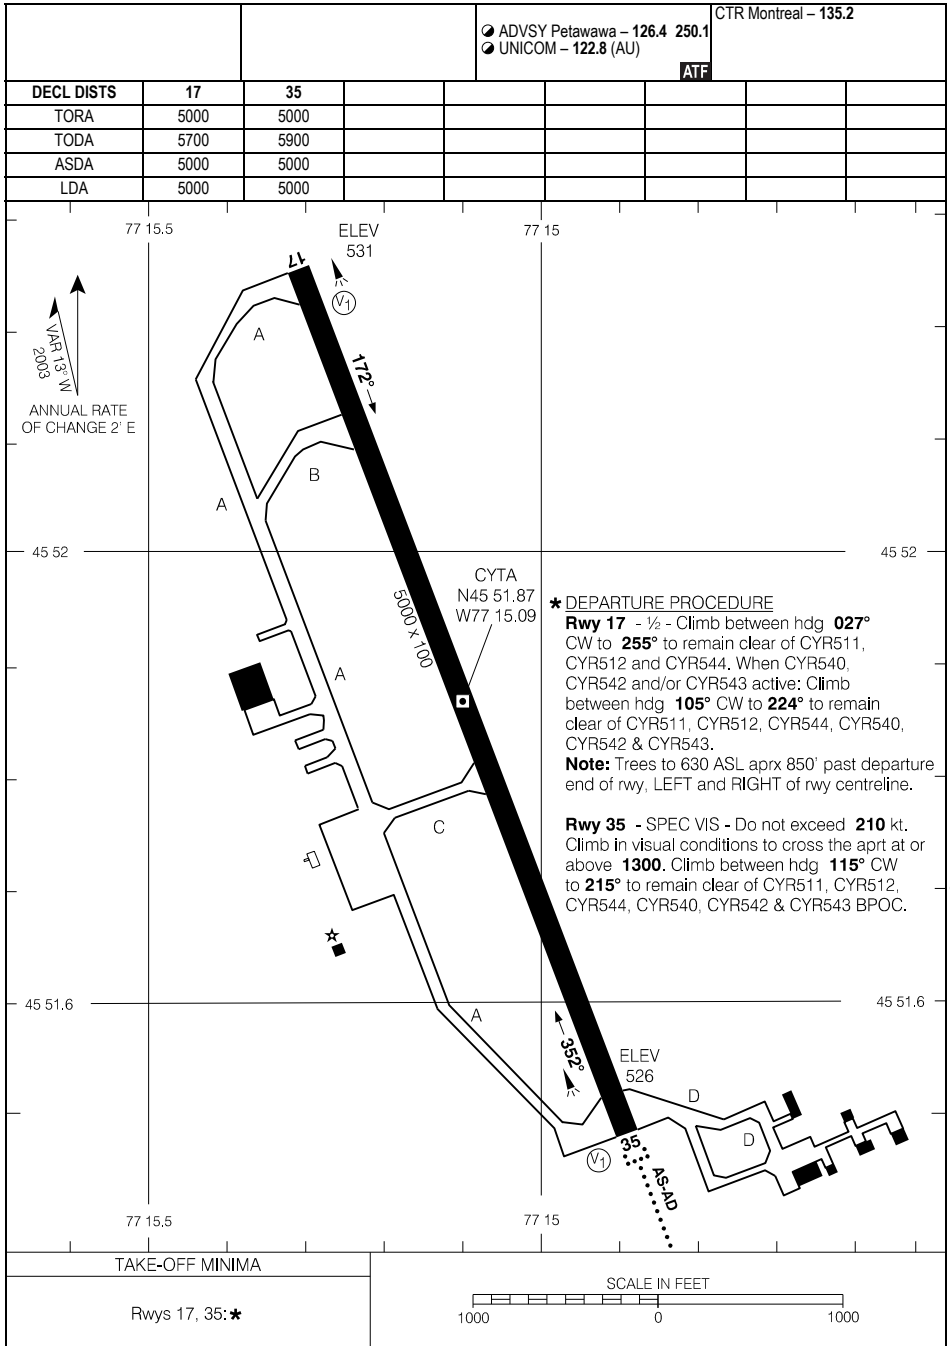 CTR Montreal – 135.2
ADVSY Petawawa – 126.4 250.1
UNICOM – 122.8 (AU)
ATF
DECL DISTS 17 35
TORA 5000 5000
TODA 5700 5900
ASDA 5000 5000
LDA 5000 5000
77 15.5
77 15
ELEV
531
17
V1
VAR 13° W
2003
ANNUAL RATE
OF CHANGE 2' E
172°
A
B
A
45 52
45 52
CYTA
N45 51.87
W77 15.09
5000 x 100
A
C
* DEPARTURE PROCEDURE
Rwy 17 - ½ - Climb between hdg 027°
CW to 255° to remain clear of CYR511,
CYR512 and CYR544. When CYR540,
CYR542 and/or CYR543 active: Climb
between hdg 105° CW to 224° to remain
clear of CYR511, CYR512, CYR544, CYR540,
CYR542 & CYR543.
Note: Trees to 630 ASL aprx 850' past departure
end of rwy, LEFT and RIGHT of rwy centreline.
Rwy 35 - SPEC VIS - Do not exceed 210 kt.
Climb in visual conditions to cross the aprt at or
above 1300. Climb between hdg 115° CW
to 215° to remain clear of CYR511, CYR512,
CYR544, CYR540, CYR542 & CYR543 BPOC.
45 51.6
45 51.6
A
352°
ELEV
526
D
D
35
V1
AS-AD
77 15.5
77 15
TAKE-OFF MINIMA
Rwys 17, 35:*
SCALE IN FEET
1000 0 1000